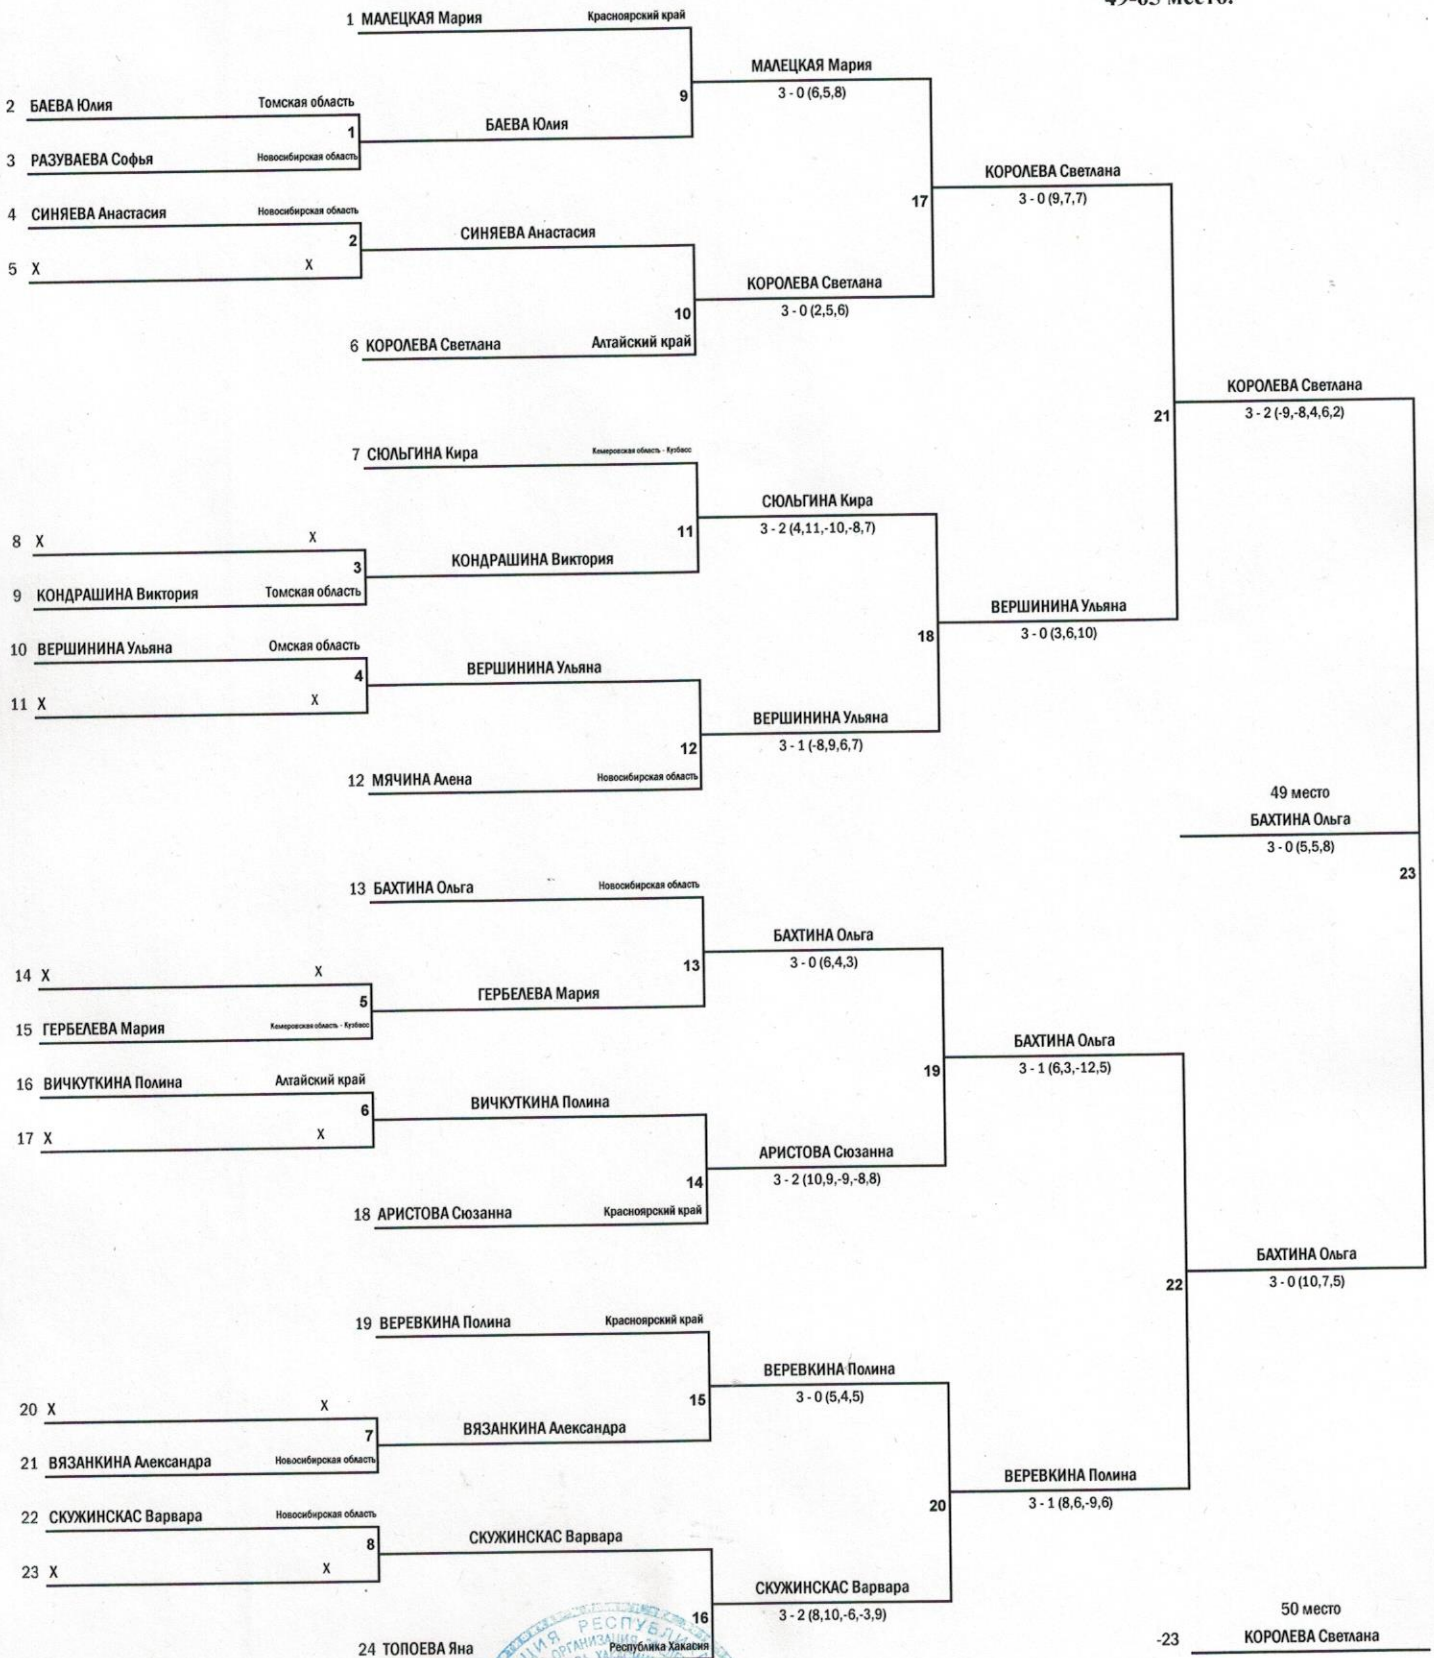 49-65 место.
1 МАЛЕЦКАЯ Мария Красноярский край
МАЛЕЦКАЯ Мария
9 3 - 0 (6,5,8)
2 БАЕВА Юлия Томская область
1 БАЕВА Юлия
3 РАЗУВАЕВА Софья Новосибирская область
КОРОЛЕВА Светлана
17 3 - 0 (9,7,7)
4 СИНЯЕВА Анастасия Новосибирская область
2 СИНЯЕВА Анастасия
5 X X
КОРОЛЕВА Светлана
10 3 - 0 (2,5,6)
6 КОРОЛЕВА Светлана Алтайский край
КОРОЛЕВА Светлана
21 3 - 2 (-9,-8,4,6,2)
7 СЮЛЬГИНА Кира Кемеровская область - Кузбасс
СЮЛЬГИНА Кира
11 3 - 2 (4,11,-10,-8,7)
8 X X
3 КОНДРАШИНА Виктория
9 КОНДРАШИНА Виктория Томская область
ВЕРШИНИНА Ульяна
18 3 - 0 (3,6,10)
10 ВЕРШИНИНА Ульяна Омская область
4 ВЕРШИНИНА Ульяна
11 X X
ВЕРШИНИНА Ульяна
12 3 - 1 (-8,9,6,7)
12 МЯЧИНА Алена Новосибирская область
49 место
БАХТИНА Ольга
3 - 0 (5,5,8)
23
13 БАХТИНА Ольга Новосибирская область
БАХТИНА Ольга
13 3 - 0 (6,4,3)
14 X X
5 ГЕРБЕЛЕВА Мария
15 ГЕРБЕЛЕВА Мария Кемеровская область - Кузбасс
БАХТИНА Ольга
19 3 - 1 (6,3,-12,5)
16 ВИЧКУТКИНА Полина Алтайский край
6 ВИЧКУТКИНА Полина
17 X X
АРИСТОВА Сюзанна
14 3 - 2 (10,9,-9,-8,8)
18 АРИСТОВА Сюзанна Красноярский край
БАХТИНА Ольга
22 3 - 0 (10,7,5)
19 ВЕРЕВКИНА Полина Красноярский край
ВЕРЕВКИНА Полина
15 3 - 0 (5,4,5)
20 X X
7 ВЯЗАНКИНА Александра
21 ВЯЗАНКИНА Александра Новосибирская область
ВЕРЕВКИНА Полина
20 3 - 1 (8,6,-9,6)
22 СКУЖИНСКАС Варвара Новосибирская область
8 СКУЖИНСКАС Варвара
23 X X
СКУЖИНСКАС Варвара
16 3 - 2 (8,10,-6,-3,9)
24 ТОПОЕВА Яна Республика Хакасия
50 место
-23 КОРОЛЕВА Светлана